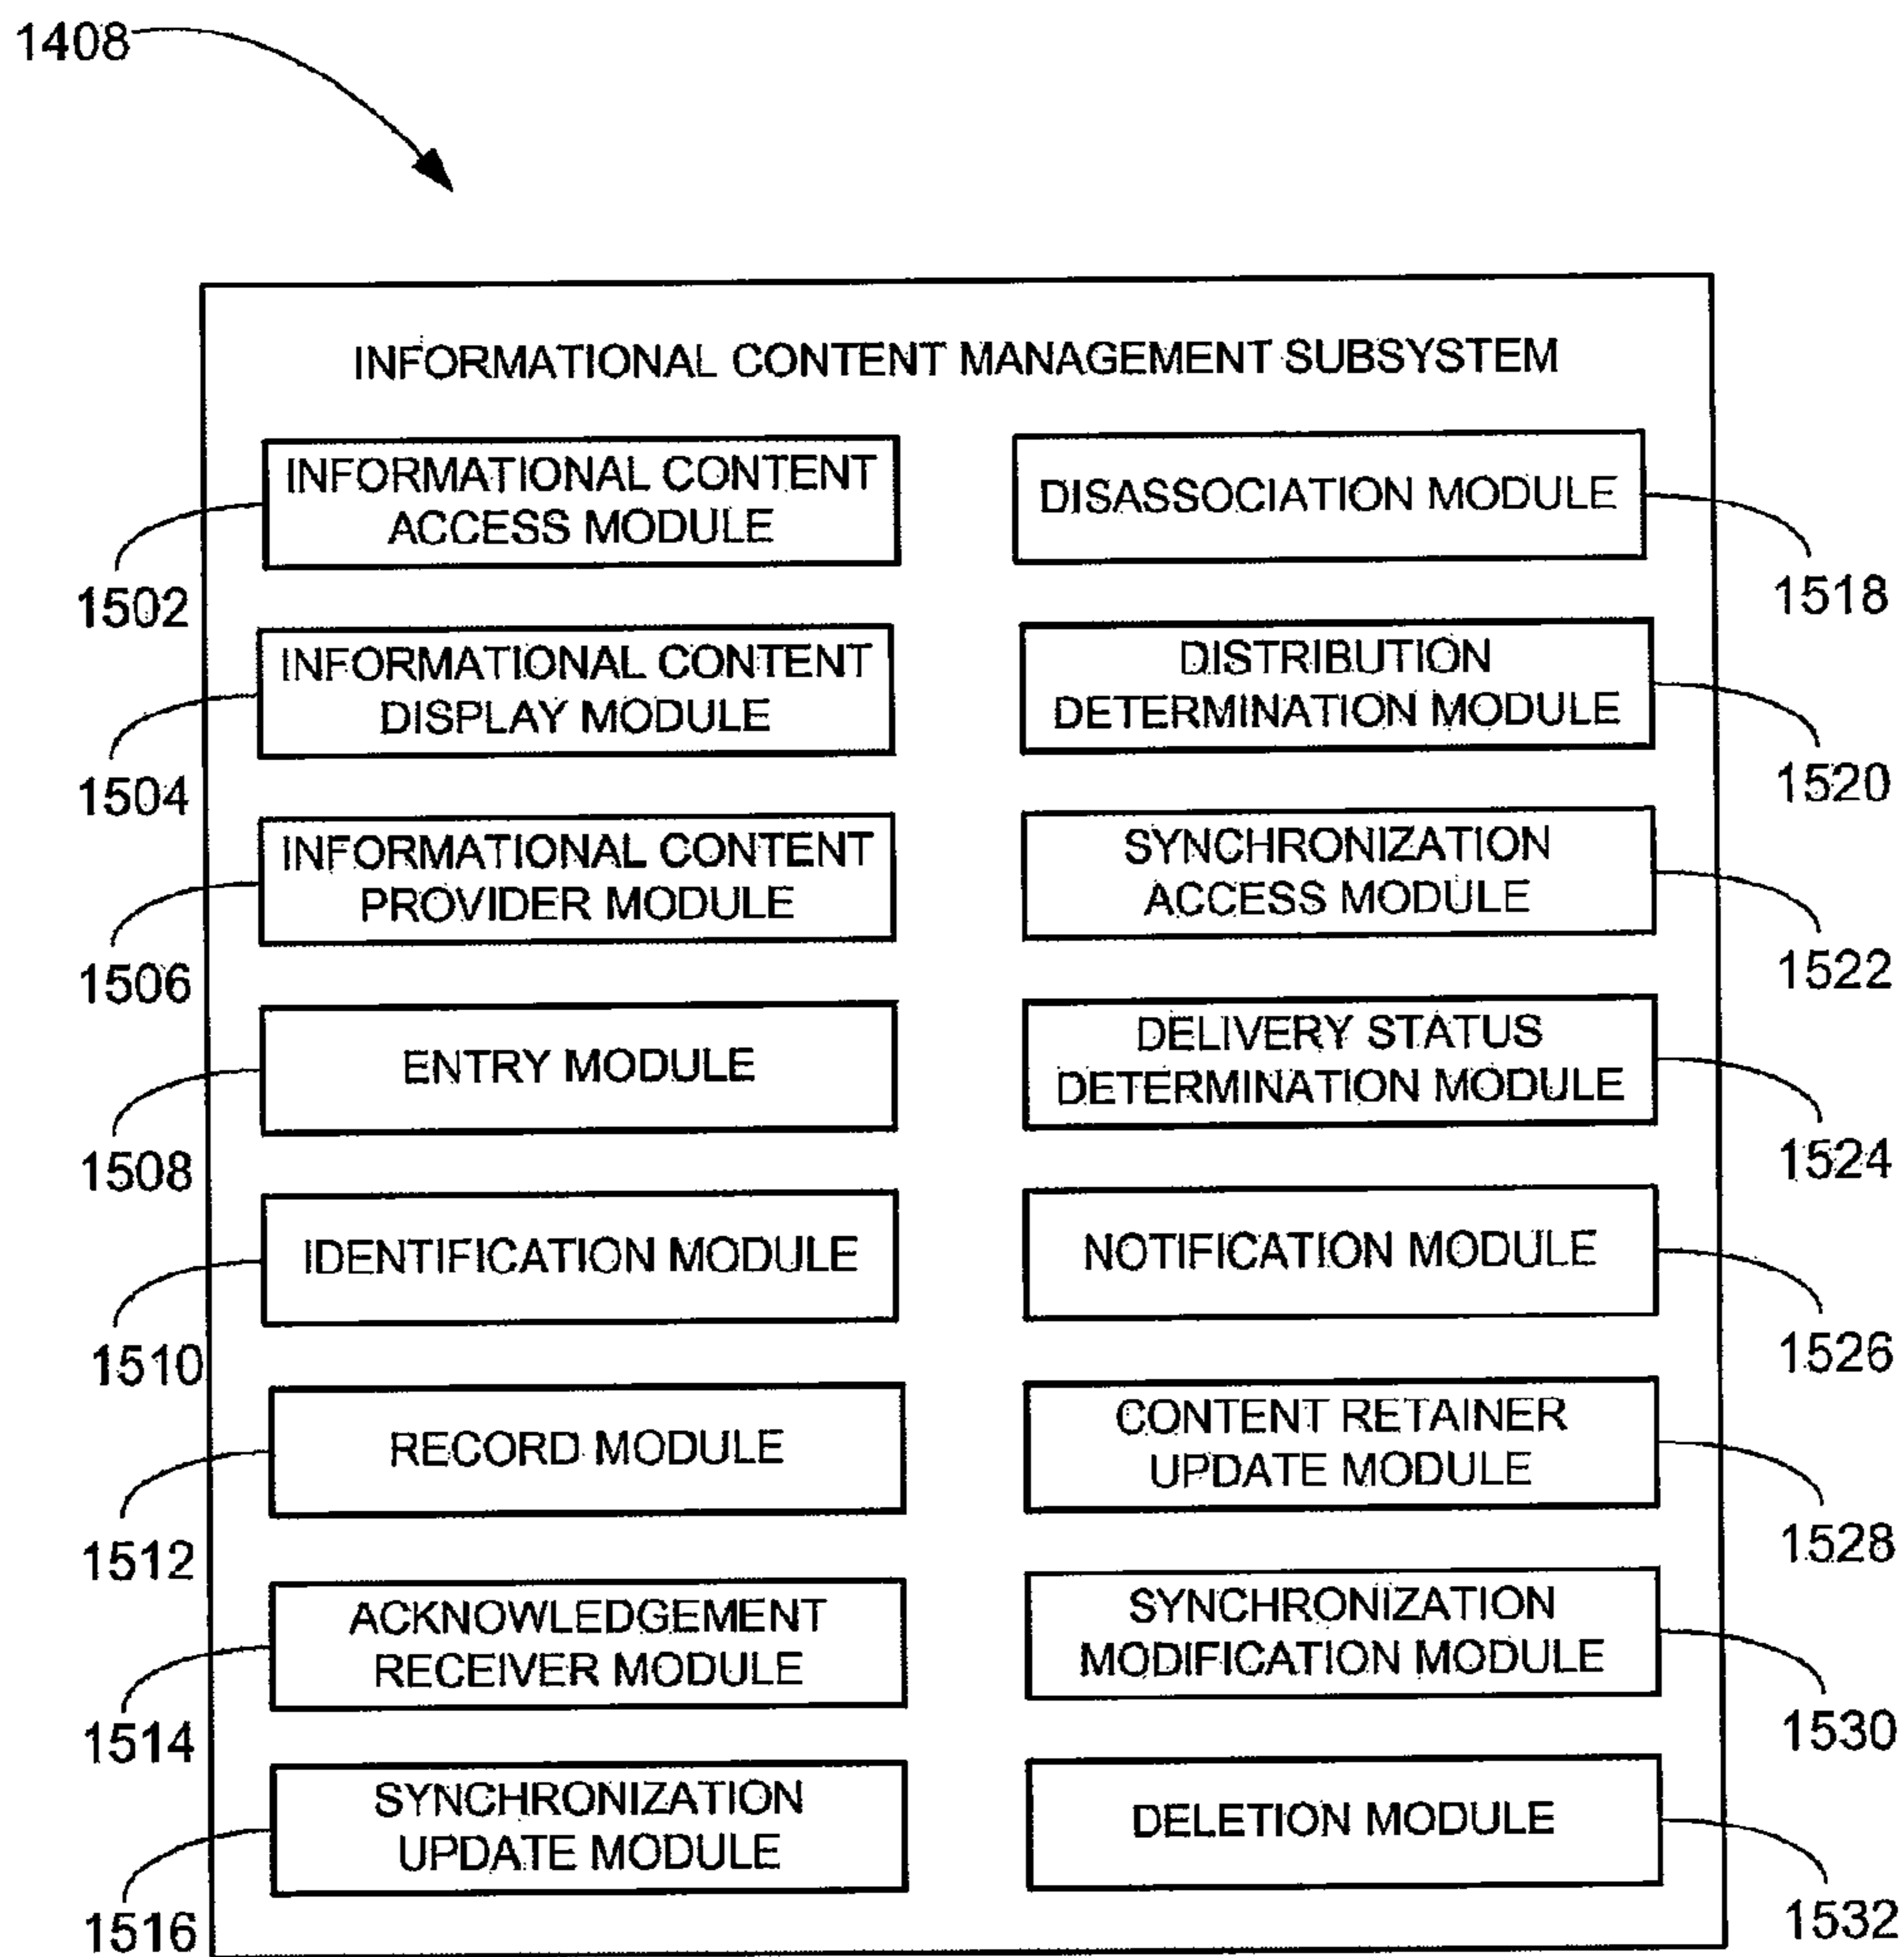 1408
INFORMATIONAL CONTENT MANAGEMENT SUBSYSTEM
INFORMATIONAL CONTENT
ACCESS MODULE
1502
INFORMATIONAL CONTENT
DISPLAY MODULE
1504
INFORMATIONAL CONTENT
PROVIDER MODULE
1506
ENTRY MODULE
1508
IDENTIFICATION MODULE
1510
RECORD MODULE
1512
ACKNOWLEDGEMENT
RECEIVER MODULE
1514
SYNCHRONIZATION
UPDATE MODULE
1516
DISASSOCIATION MODULE
1518
DISTRIBUTION
DETERMINATION MODULE
1520
SYNCHRONIZATION
ACCESS MODULE
1522
DELIVERY STATUS
DETERMINATION MODULE
1524
NOTIFICATION MODULE
1526
CONTENT RETAINER
UPDATE MODULE
1528
SYNCHRONIZATION
MODIFICATION MODULE
1530
DELETION MODULE
1532